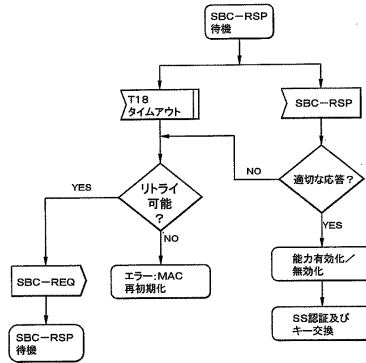 SBC－RSP
待機
T18
タイムアウト
SBC－RSP
NO
YES
リトライ
可能
?
適切な応答?
NO
YES
SBC－REQ
エラー:MAC
再初期化
能力有効化／
無効化
SBC－RSP
待機
SS認証及び
キー交換